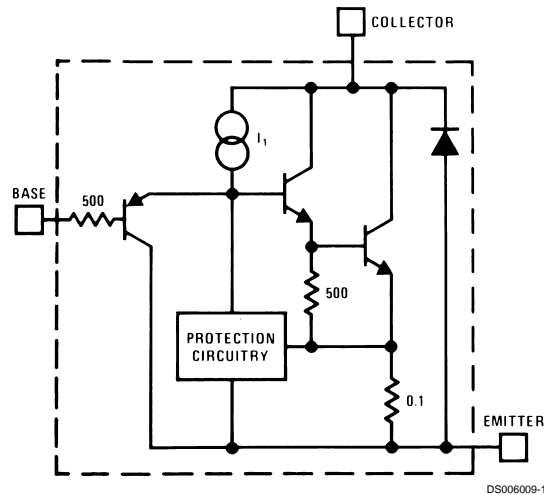 COLLECTOR
I₁
BASE
500
500
PROTECTION
CIRCUITRY
0.1
EMITTER
DS006009-1